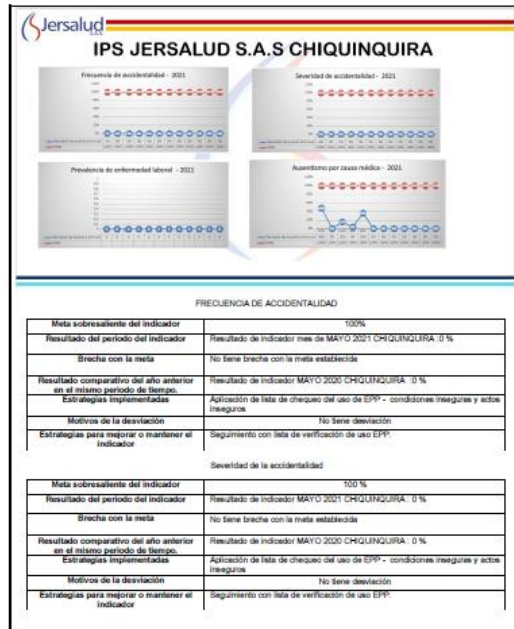 Jersalud
IPS JERSALUD S.A.S CHIQUINQUIRA
Frecuencia de accidentalidad - 2021
Severidad de accidentalidad - 2021
Prevalencia de enfermedad laboral - 2021
Ausentismo por causa médica - 2021
FRECUENCIA DE ACCIDENTALIDAD
Meta sobresaliente del indicador 100%
Resultado del periodo del indicador Resultado de indicador mes de MAYO 2021 CHIQUINQUIRA :0 %
Brecha con la meta No tiene brecha con la meta establecida
Resultado comparativo del año anterior Resultado de indicador MAYO 2020 CHIQUINQUIRA :0 %
en el mismo periodo de tiempo.
Estrategias implementadas Aplicación de lista de chequeo del uso de EPP - condiciones inseguras y actos
inseguros
Motivos de la desviación No tiene desviación
Estrategias para mejorar o mantener el Seguimiento con lista de verificación de uso EPP.
indicador
Severidad de la accidentalidad
Meta sobresaliente del indicador 100 %
Resultado del periodo del indicador Resultado de indicador MAYO 2021 CHIQUINQUIRA : 0 %
Brecha con la meta No tiene brecha con la meta establecida
Resultado comparativo del año anterior Resultado de indicador MAYO 2020 CHIQUINQUIRA : 0 %
en el mismo periodo de tiempo.
Estrategias implementadas Aplicación de lista de chequeo del uso de EPP - condiciones inseguras y actos
inseguros
Motivos de la desviación No tiene desviación
Estrategias para mejorar o mantener el Seguimiento con lista de verificación de uso EPP.
indicador